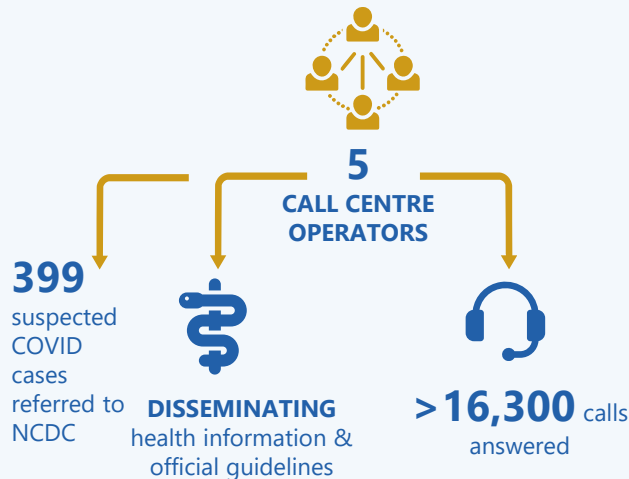 5
CALL CENTRE
OPERATORS
399
suspected
COVID
cases
referred to
NCDC
DISSEMINATING
health information &
official guidelines
> 16,300 calls
answered